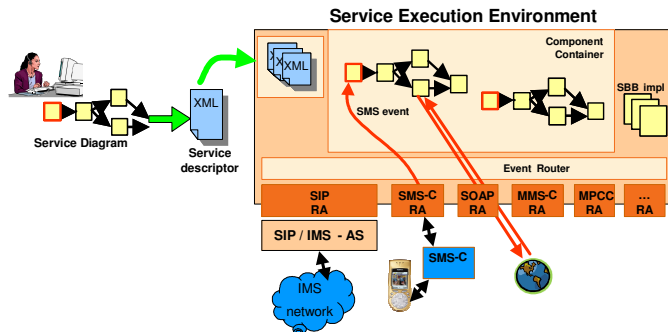 Service Execution Environment
Component
Container
XML
SBB impl
SMS event
XML
Service Diagram
Service
descriptor
Event Router
SIP
RA
SMS-C
RA
SOAP
RA
MMS-C
RA
MPCC
RA
...
RA
SIP / IMS - AS
SMS-C
IMS
network